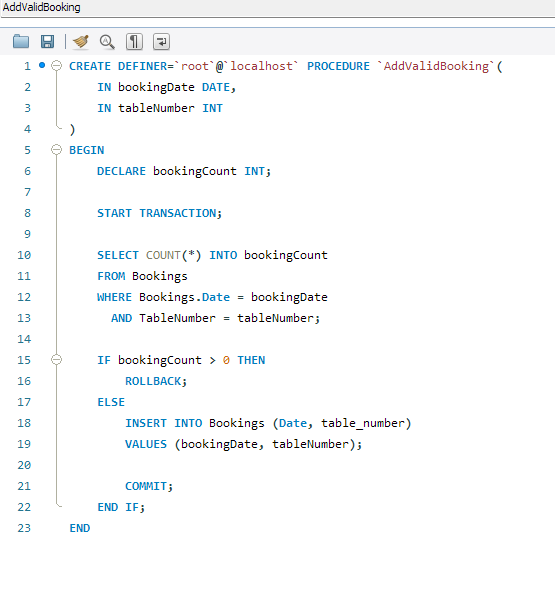 AddValidBooking
1 CREATE DEFINER=`root`@`localhost` PROCEDURE `AddValidBooking`(
2 IN bookingDate DATE,
3 IN tableNumber INT
4 )
5 BEGIN
6 DECLARE bookingCount INT;
7
8 START TRANSACTION;
9
10 SELECT COUNT(*) INTO bookingCount
11 FROM Bookings
12 WHERE Bookings.Date = bookingDate
13 AND TableNumber = tableNumber;
14
15 IF bookingCount > 0 THEN
16 ROLLBACK;
17 ELSE
18 INSERT INTO Bookings (Date, table_number)
19 VALUES (bookingDate, tableNumber);
20
21 COMMIT;
22 END IF;
23 END